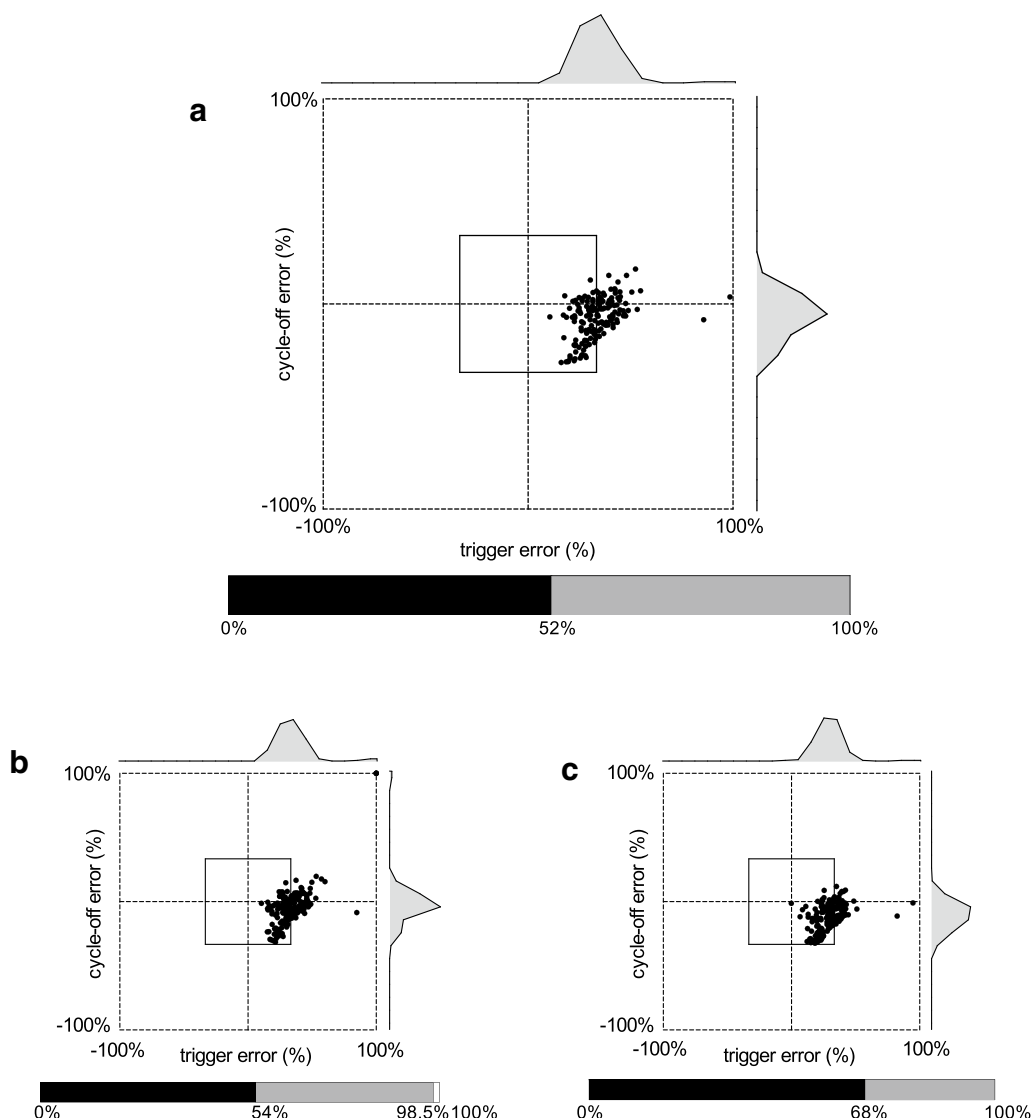 a
100%
cycle-off error (%)
-100%
-100% 100%
trigger error (%)
0% 52% 100%
b
100%
cycle-off error (%)
-100%
-100% 100%
trigger error (%)
0% 54% 98.5% 100%
c
100%
cycle-off error (%)
-100%
-100% 100%
trigger error (%)
0% 68% 100%